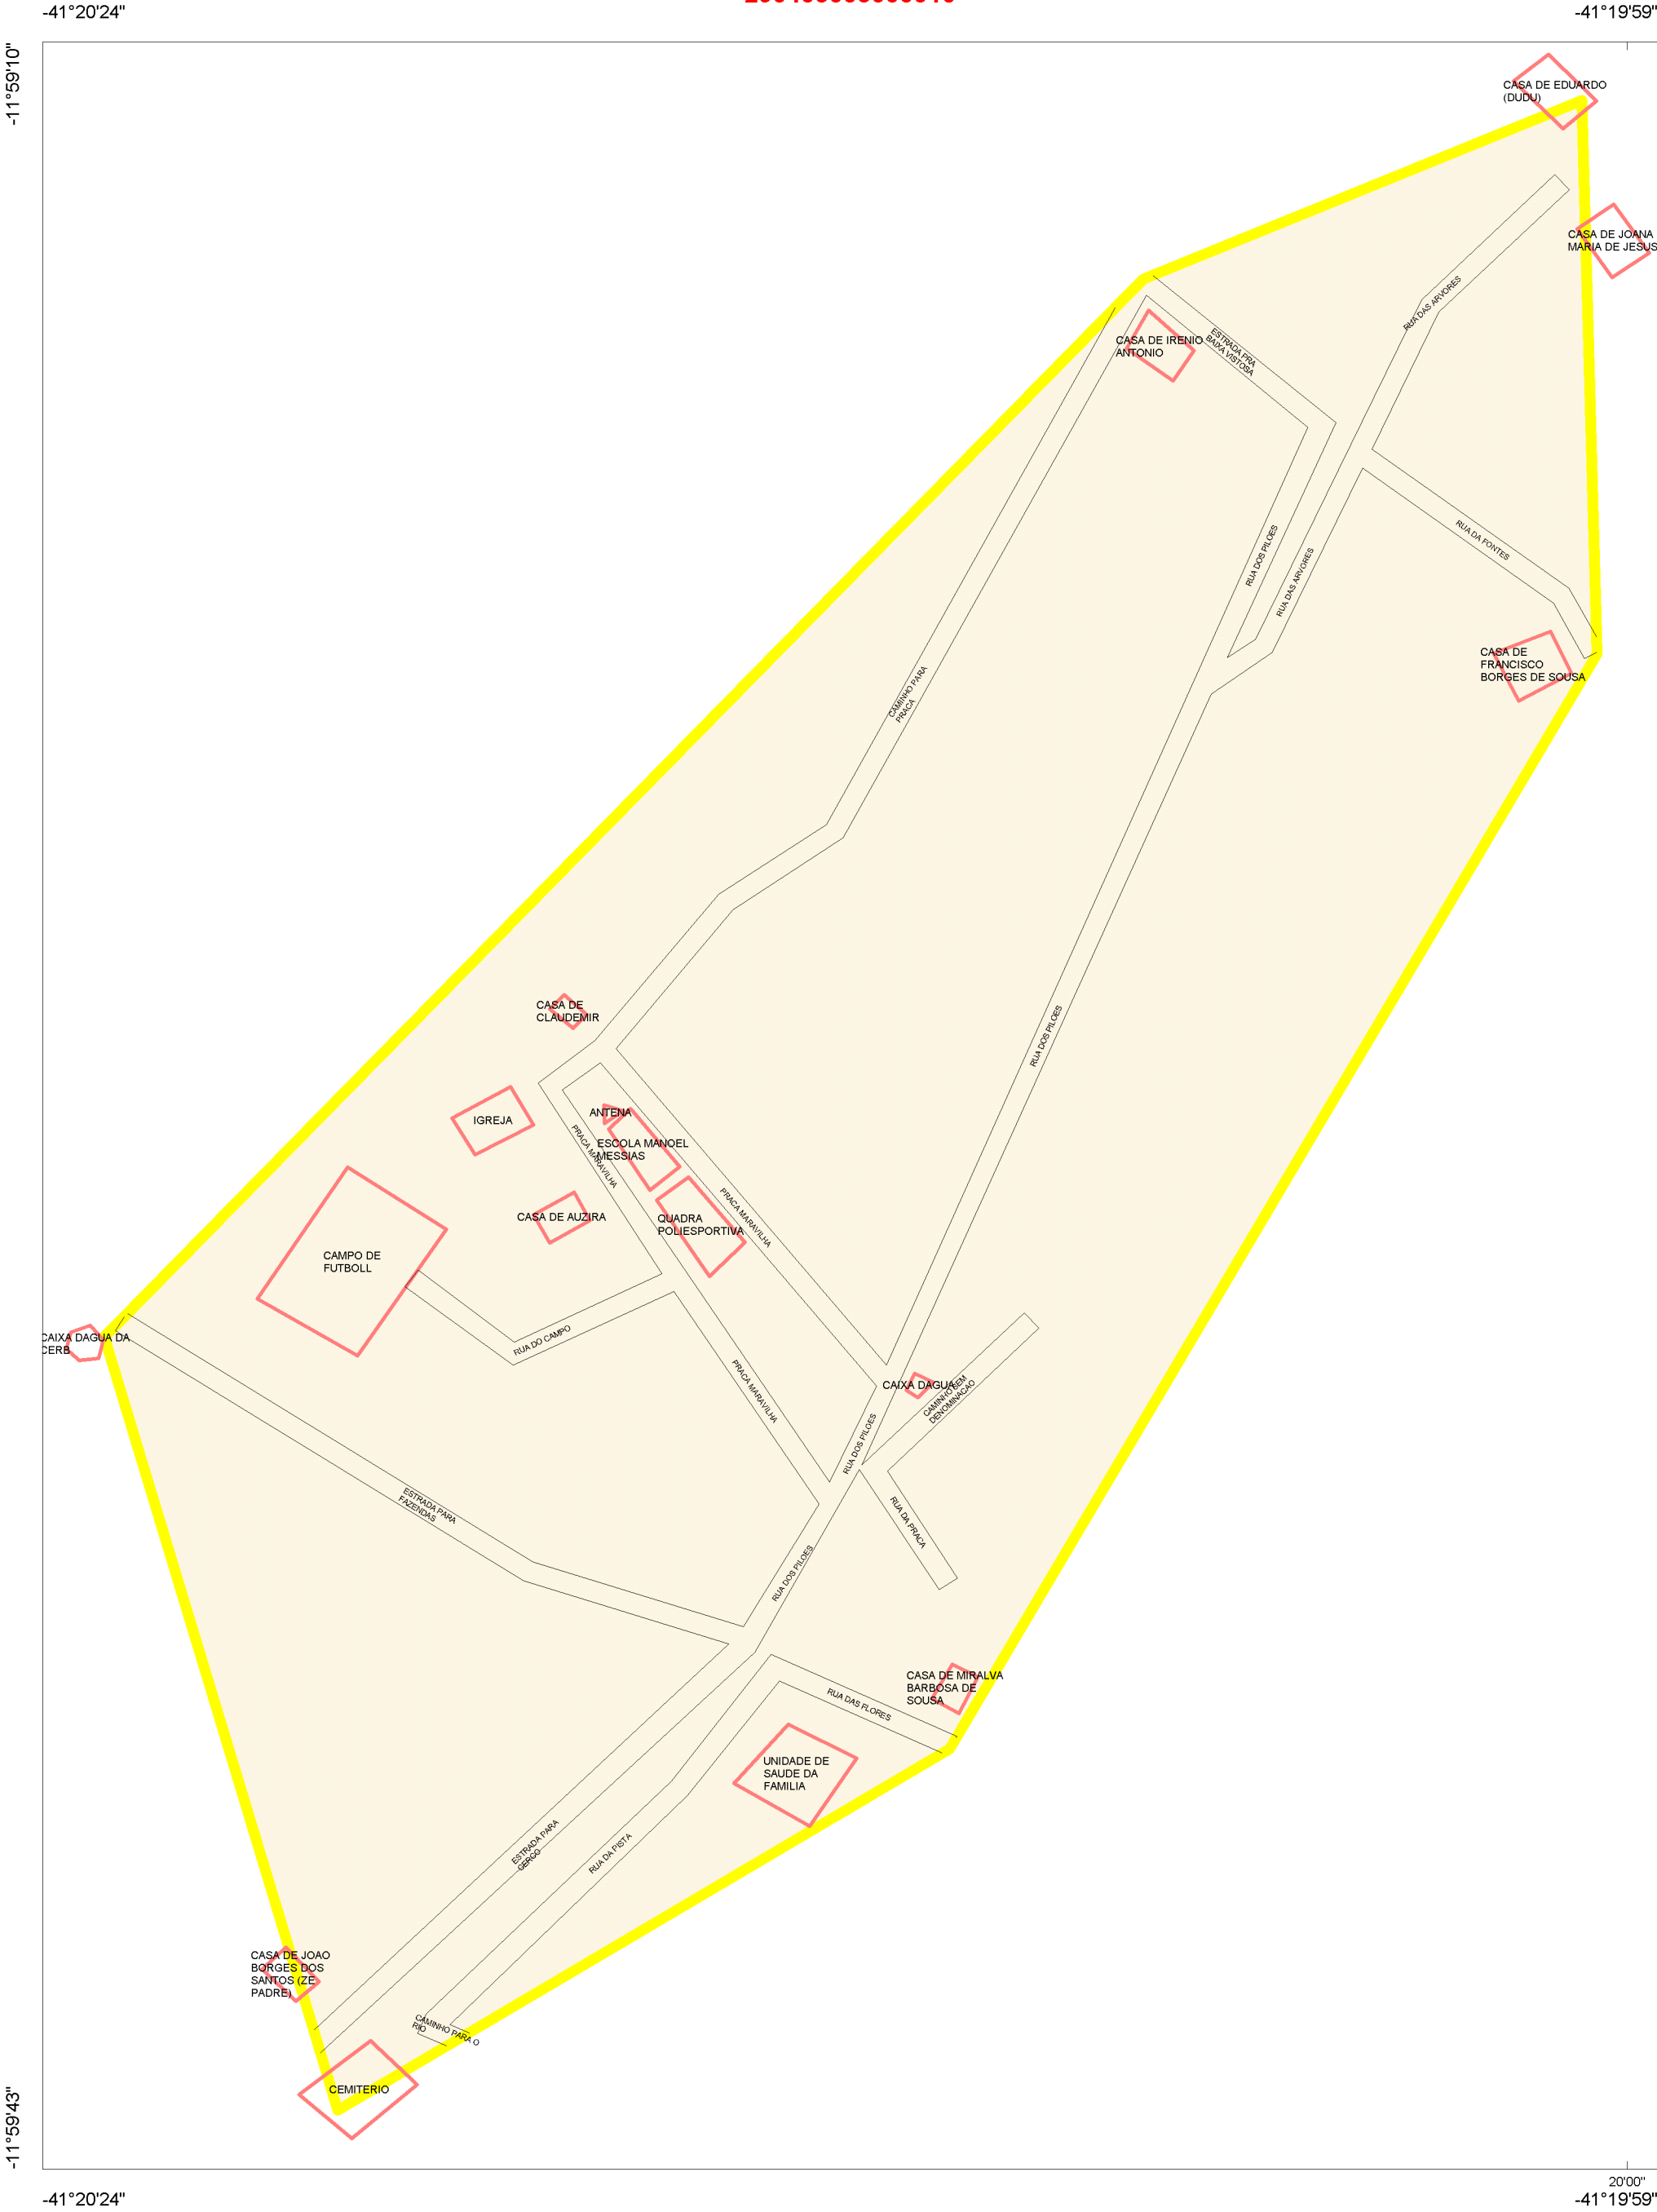 -41°20'24"
-41°19'59"
-11°59'10"
CASA DE EDUARDO
(DUDU)
CASA DE JOANA
MARIA DE JESUS
RUA DAS ARVORES
CASA DE IRENIO
ANTONIO
ESTRADA PRA
BAIXA VISTOSA
RUA DOS PILOES
RUA DAS ARVORES
RUA DA FONTES
CASA DE
FRANCISCO
BORGES DE SOUSA
CAMINHO PARA
PRACA
CASA DE
CLAUDEMIR
RUA DOS PILOES
ANTENA
IGREJA
ESCOLA MANOEL
MESSIAS
PRACA MARAVILHA
CASA DE AUZIRA
QUADRA
POLIESPORTIVA
PRACA MARAVILHA
CAMPO DE
FUTBOLL
CAIXA DAGUA DA
CERB
RUA DO CAMPO
PRACA MARAVILHA
CAIXA DAGUA
CAMINHO SEM
DENOMINACAO
RUA DOS PILOES
ESTRADA PARA
FAZENDAS
RUA DA PRACA
RUA DOS PILOES
CASA DE MIRALVA
BARBOSA DE
SOUSA
RUA DAS FLORES
UNIDADE DE
SAUDE DA
FAMILIA
ESTRADA PARA
CERCO
RUA DA PISTA
CASA DE JOAO
BORGES DOS
SANTOS (ZE
PADRE)
CAMINHO PARA O
RIO
CEMITERIO
-11°59'43"
20'00"
-41°20'24"
-41°19'59"